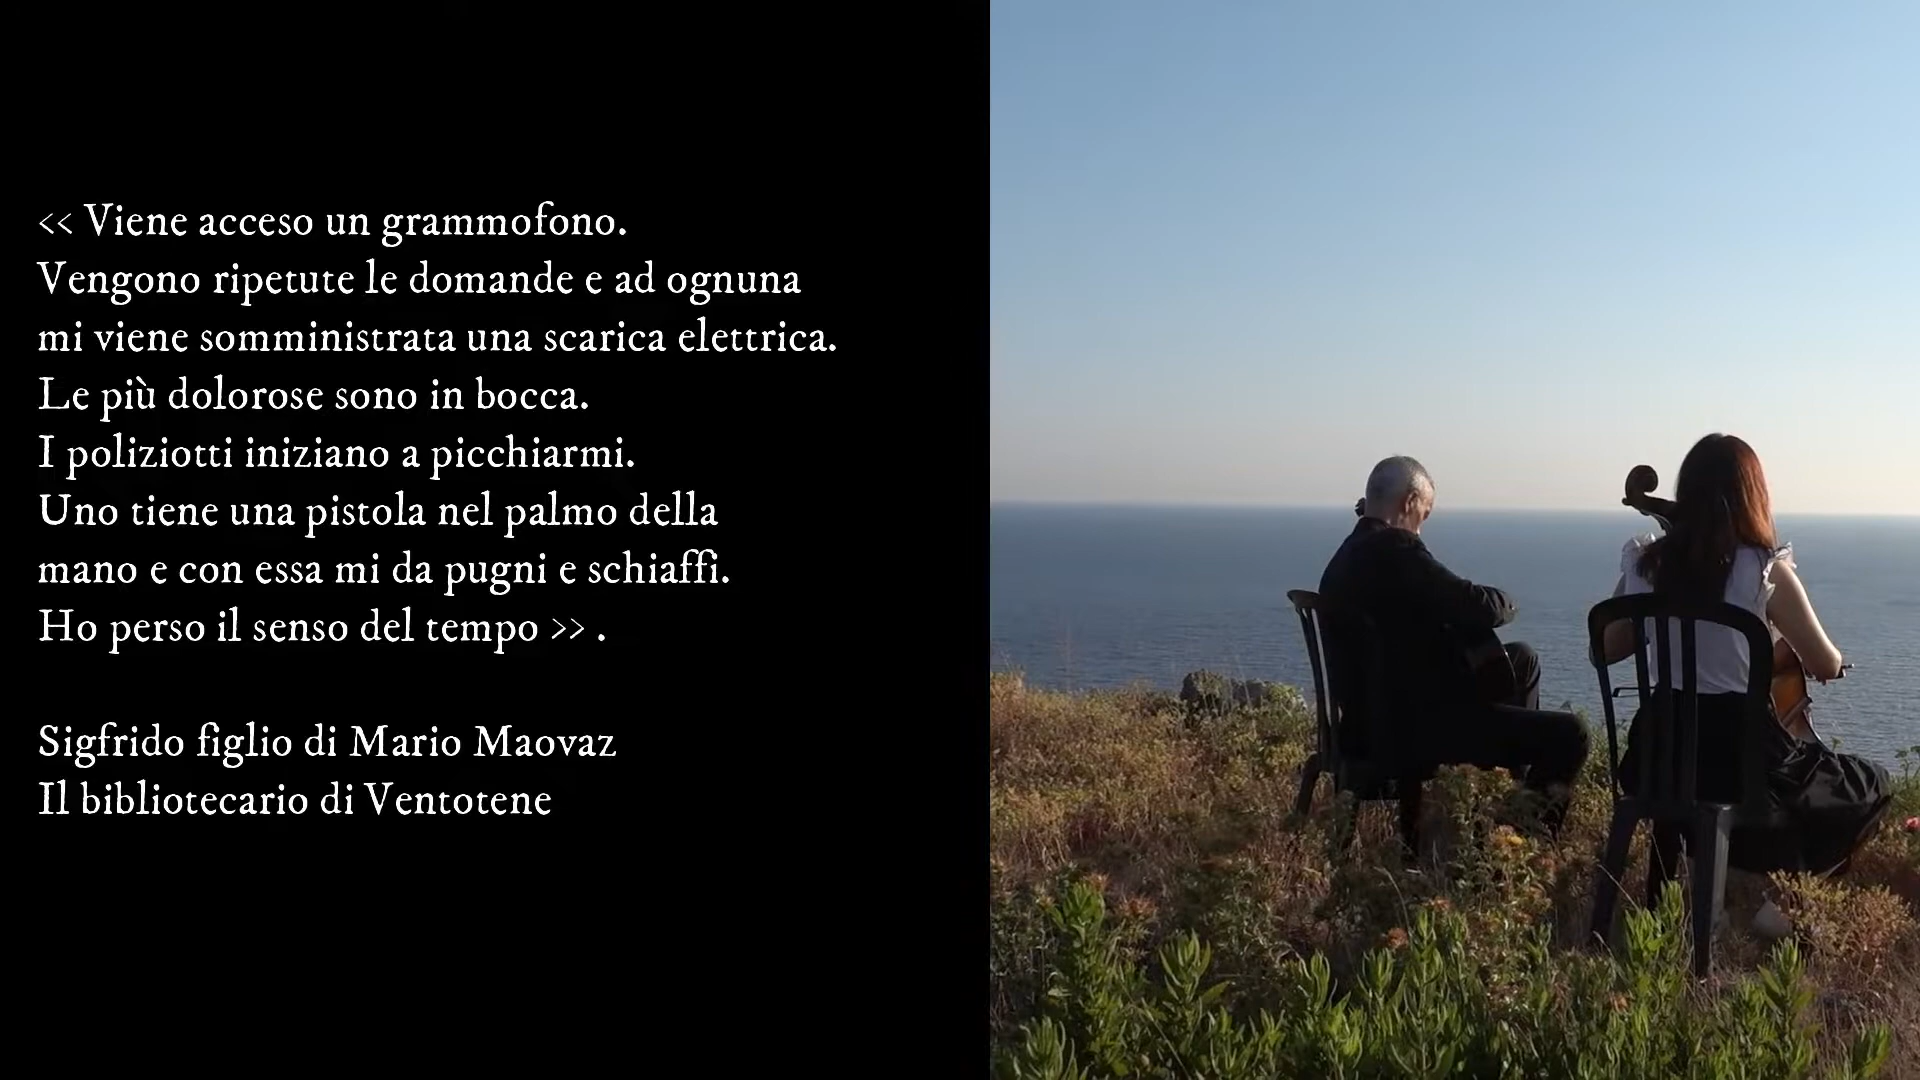 << Viene acceso un grammofono.
Vengono ripetute le domande e ad ognuna
mi viene somministrata una scarica elettrica.
Le più dolorose sono in bocca.
I poliziotti iniziano a picchiarmi.
Uno tiene una pistola nel palmo della
mano e con essa mi da pugni e schiaffi.
Ho perso il senso del tempo >> .
Sigfrido figlio di Mario Maovaz
Il bibliotecario di Ventotene